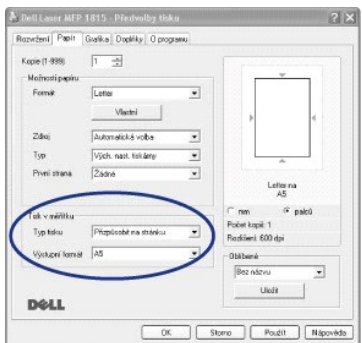 Dell Laser MFP 1815 - Předvolby tisku
Rozvržení Papír Grafika Doplňky O programu
Kopie (1-999) 1
Možnosti papíru
Formát Letter
Vlastní
Zdroj Automatická volba
Typ Vých. nast. tiskárny
První strana Žádné
Letter na
A5
Tisk v měřítku
Typ tisku Přizpůsobit na stránku
Výstupní formát A5
mm palců
Počet kopií: 1
Rozlišení: 600 dpi
Oblíbené
Bez názvu
Uložit
DELL
OK Storno Použít Nápověda